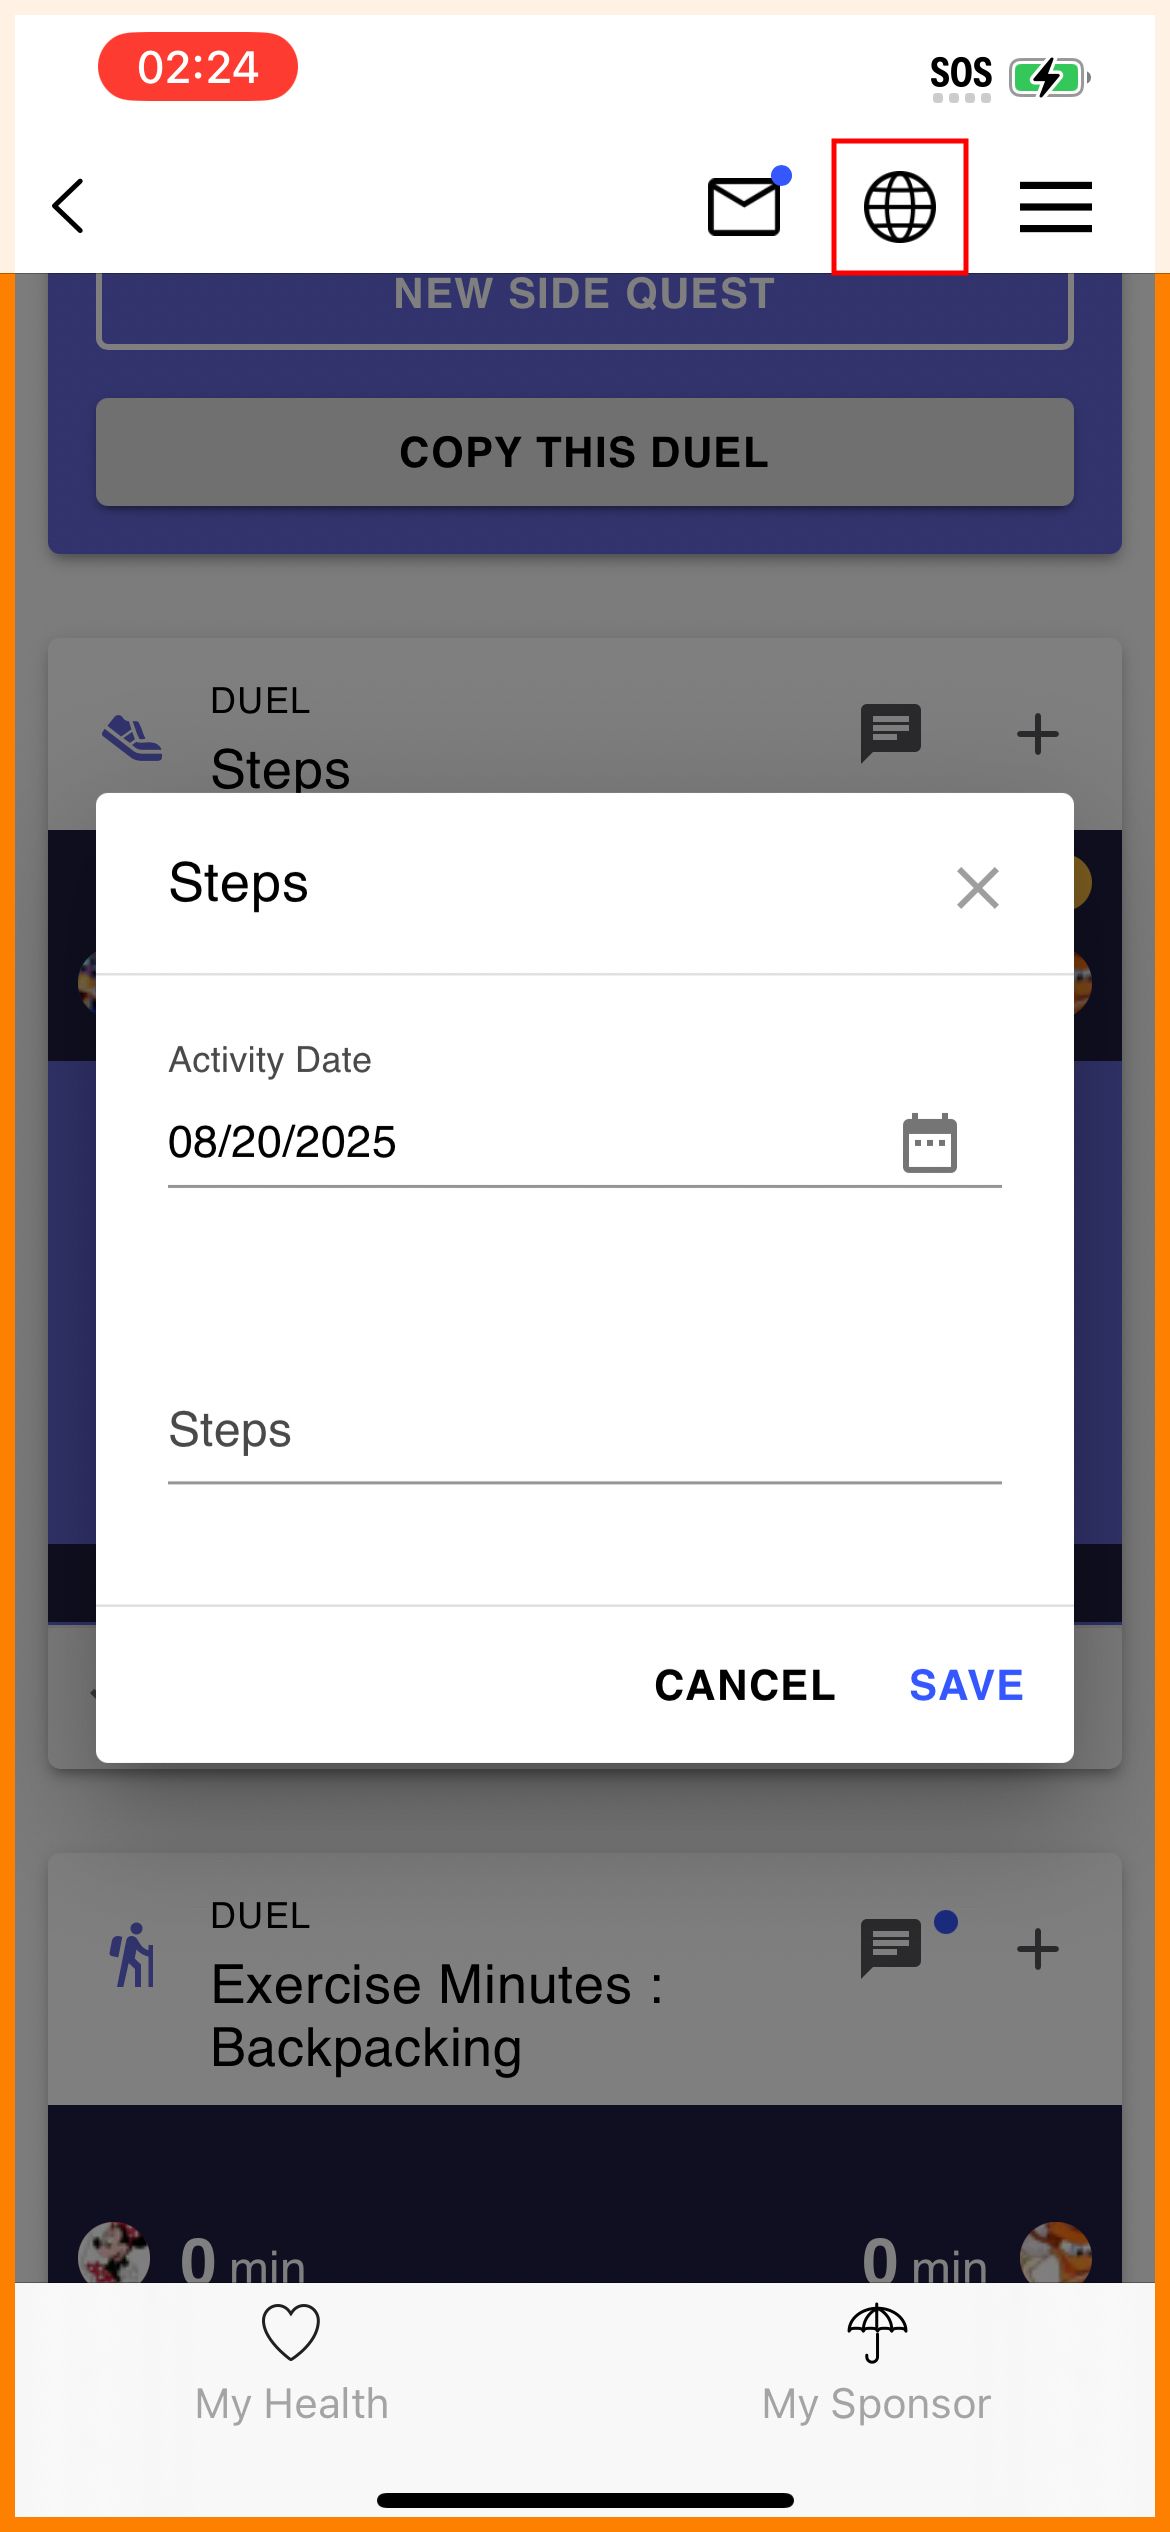 02:24
SOS
NEW SIDE QUEST
COPY THIS DUEL
DUEL
Steps
Steps
Activity Date
08/20/2025
Steps
CANCEL
SAVE
DUEL
Exercise Minutes :
Backpacking
0 min
0 min
My Health
My Sponsor